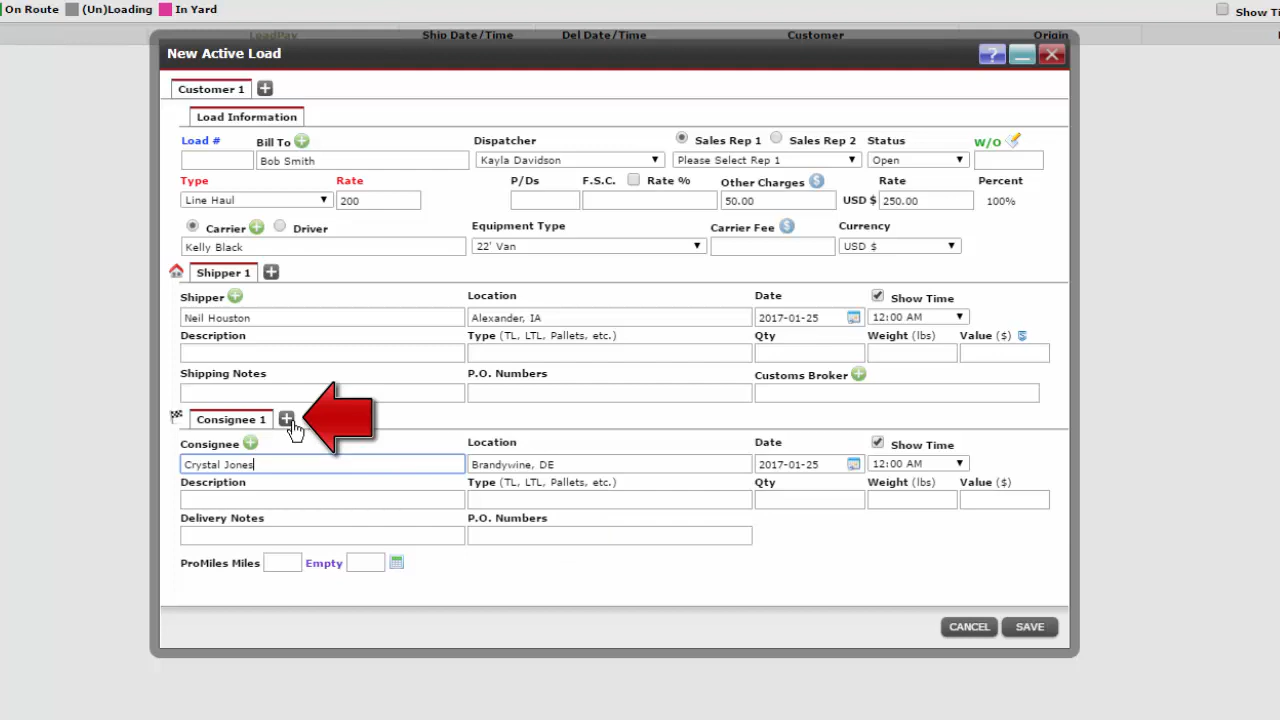 On Route (Un)Loading In Yard Show Ti
LoadPay Ship Date/Time Del Date/Time Customer Origin
New Active Load ?
Customer 1
Load Information
Load # Bill To Dispatcher Sales Rep 1 Sales Rep 2 Status W/O
Bob Smith Kayla Davidson Please Select Rep 1 Open
Type Rate P/Ds F.S.C. Rate % Other Charges Rate Percent
Line Haul 200 50.00 USD $ 250.00 100%
Carrier Driver Equipment Type Carrier Fee Currency
Kelly Black 22' Van USD $
Shipper 1
Shipper Location Date Show Time
Neil Houston Alexander, IA 2017-01-25 12:00 AM
Description Type (TL, LTL, Pallets, etc.) Qty Weight (lbs) Value ($)
Shipping Notes P.O. Numbers Customs Broker
Consignee 1
Consignee Location Date Show Time
Crystal Jones Brandywine, DE 2017-01-25 12:00 AM
Description Type (TL, LTL, Pallets, etc.) Qty Weight (lbs) Value ($)
Delivery Notes P.O. Numbers
ProMiles Miles Empty
CANCEL SAVE